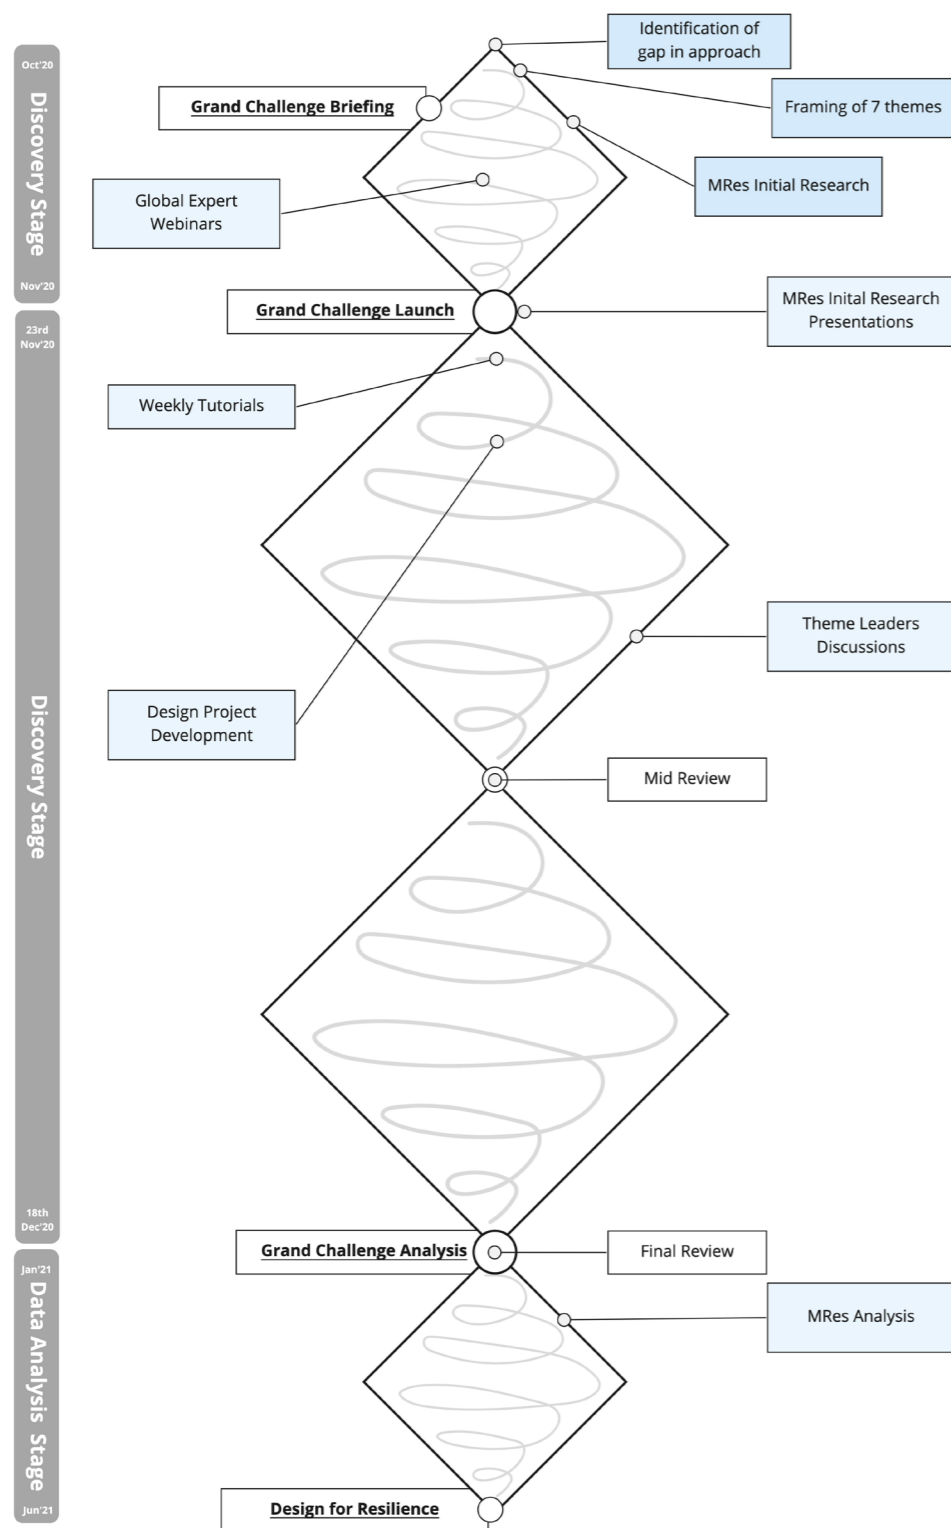 Identification of
gap in approach
Oct'20
Discovery Stage
Grand Challenge Briefing
Framing of 7 themes
MRes Initial Research
Global Expert
Webinars
Nov'20
Grand Challenge Launch
MRes Inital Research
Presentations
23rd
Nov'20
Weekly Tutorials
Theme Leaders
Discussions
Design Project
Development
Discovery Stage
Mid Review
18th
Dec'20
Grand Challenge Analysis
Final Review
Jan'21
Data Analysis Stage
MRes Analysis
Jun'21
Design for Resilience